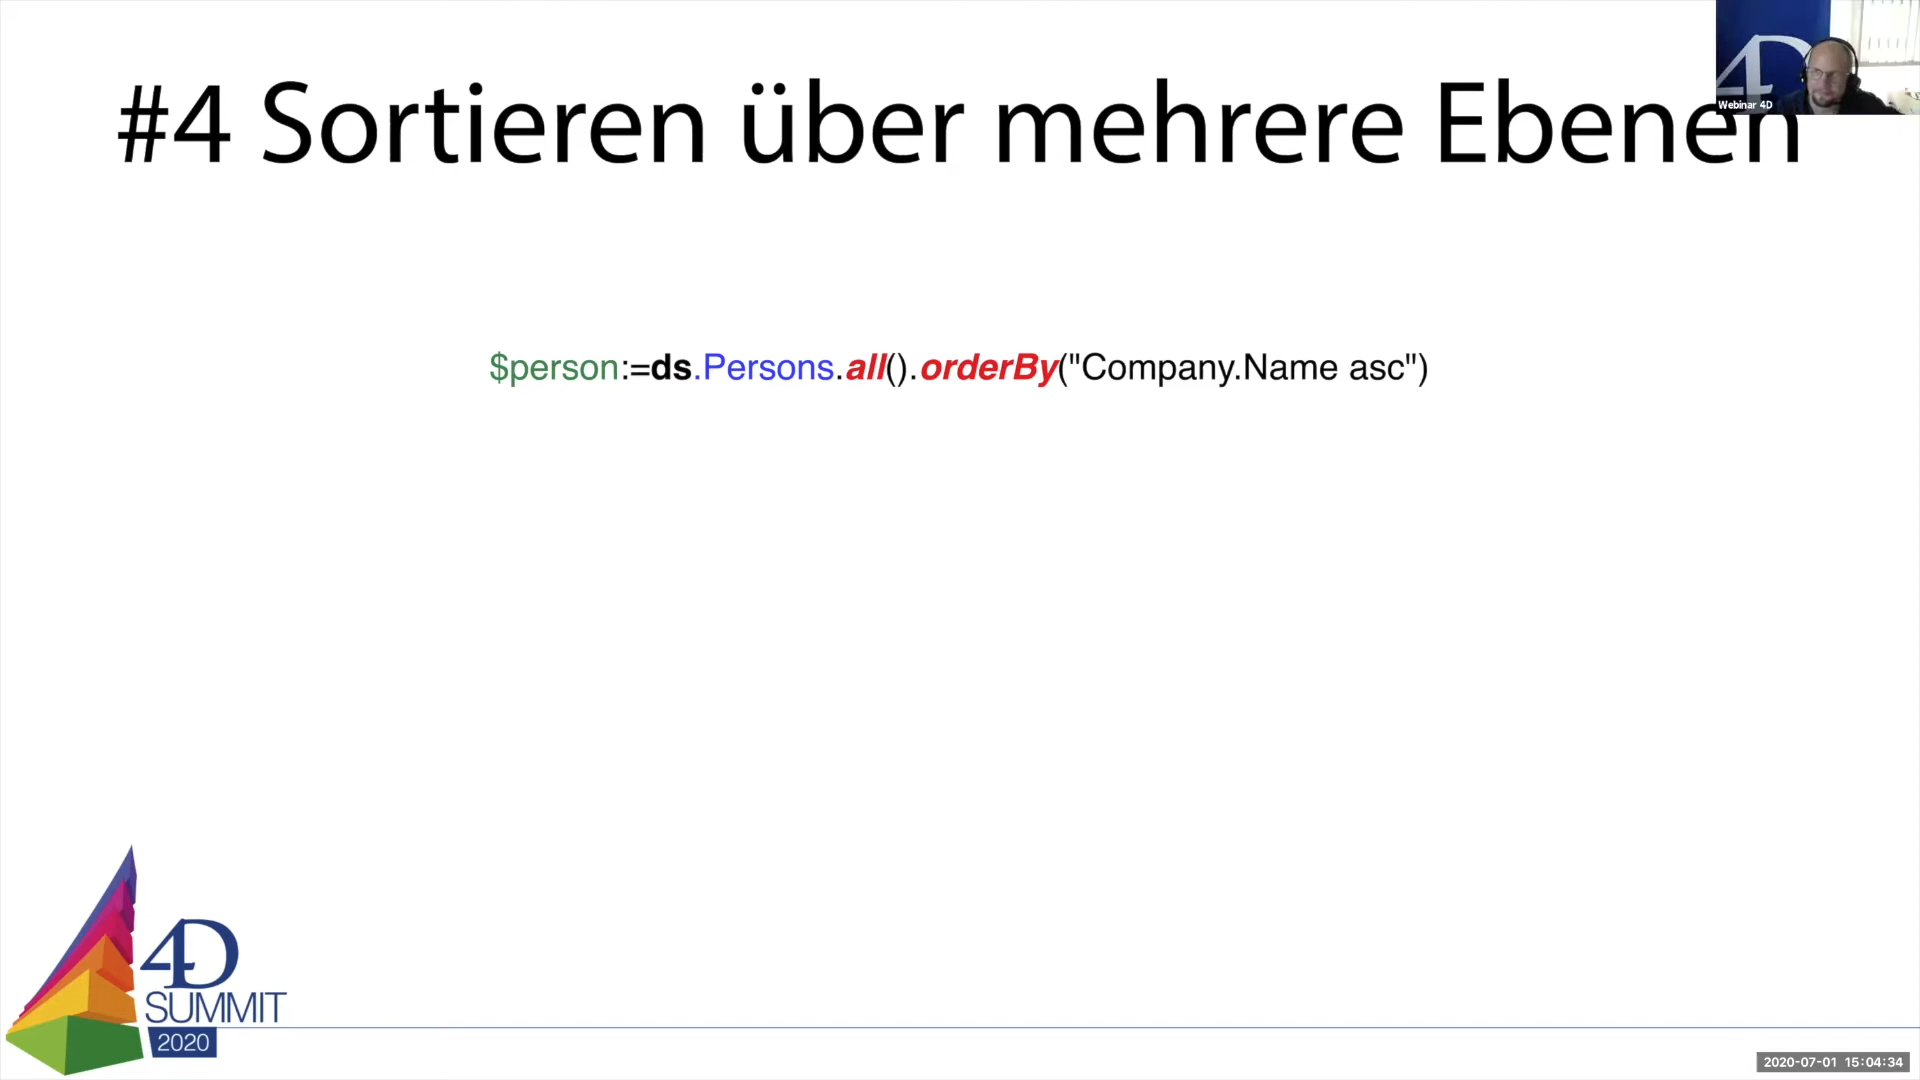 #4 Sortieren über mehrere Ebenen
4D
Webinar 4D
$person:=ds.Persons.all().orderBy("Company.Name asc")
4D
SUMMIT
2020
2020-07-01 15:04:34